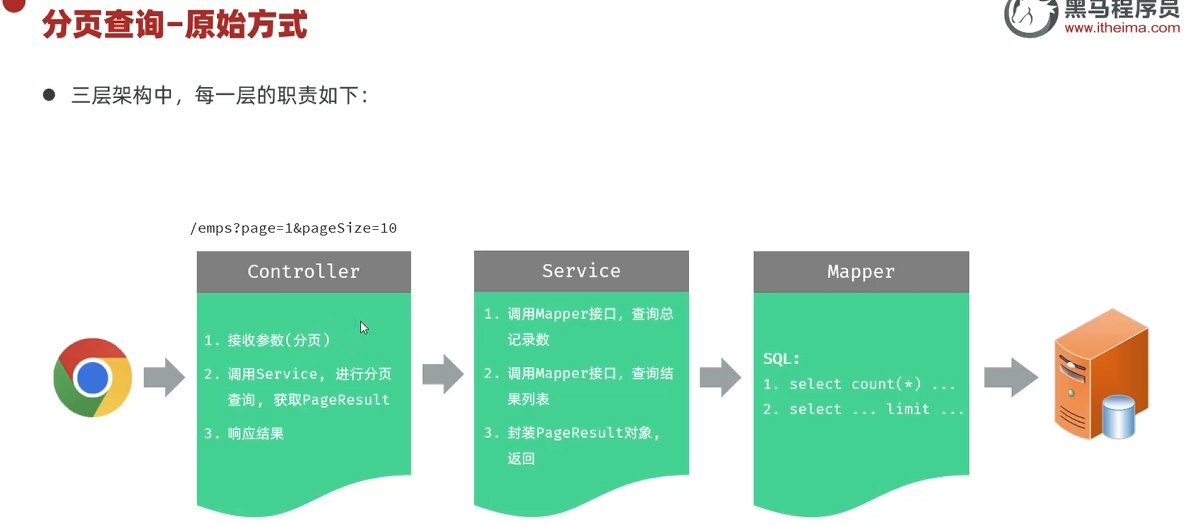 分页查询-原始方式
黑马程序员
www.itheima.com
三层架构中，每一层的职责如下：
/emps?page=1&pageSize=10
Controller
1. 接收参数(分页)
2. 调用Service, 进行分页
查询, 获取PageResult
3. 响应结果
Service
1. 调用Mapper接口, 查询总
记录数
2. 调用Mapper接口, 查询结
果列表
3. 封装PageResult对象,
返回
Mapper
SQL:
1. select count(*) ...
2. select ... limit ...